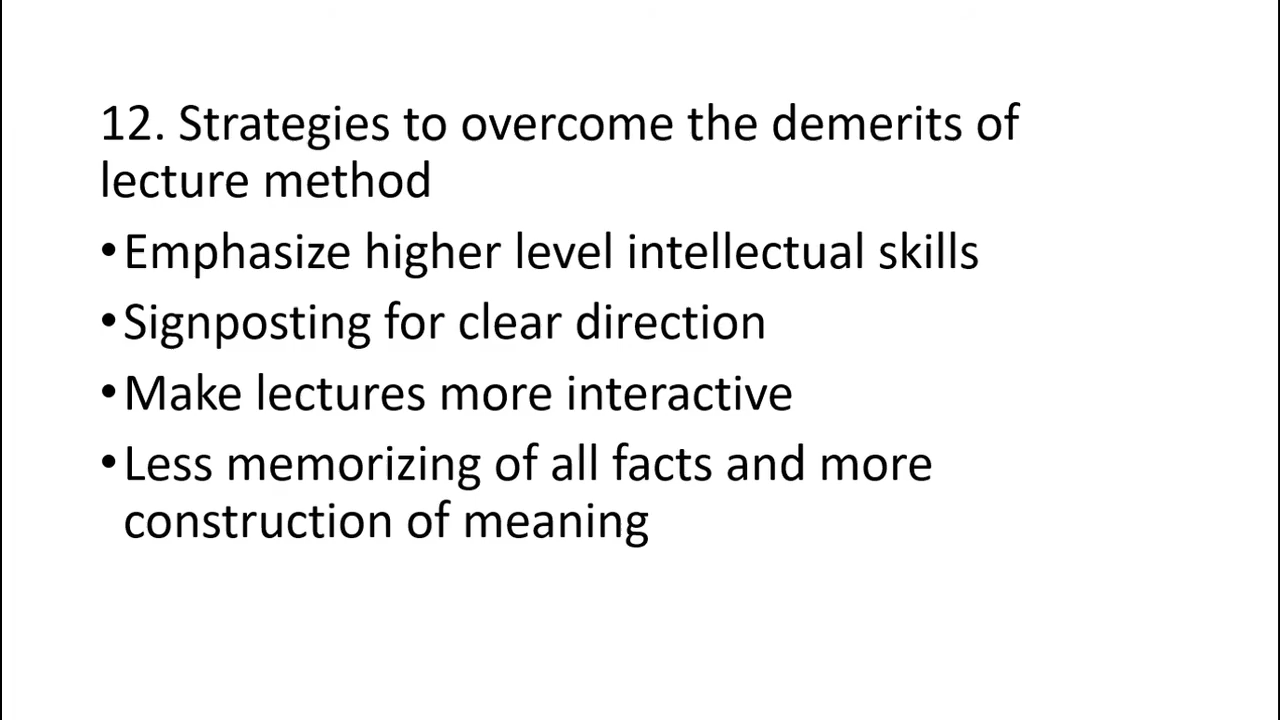 12. Strategies to overcome the demerits of
lecture method
•Emphasize higher level intellectual skills
•Signposting for clear direction
•Make lectures more interactive
•Less memorizing of all facts and more
construction of meaning